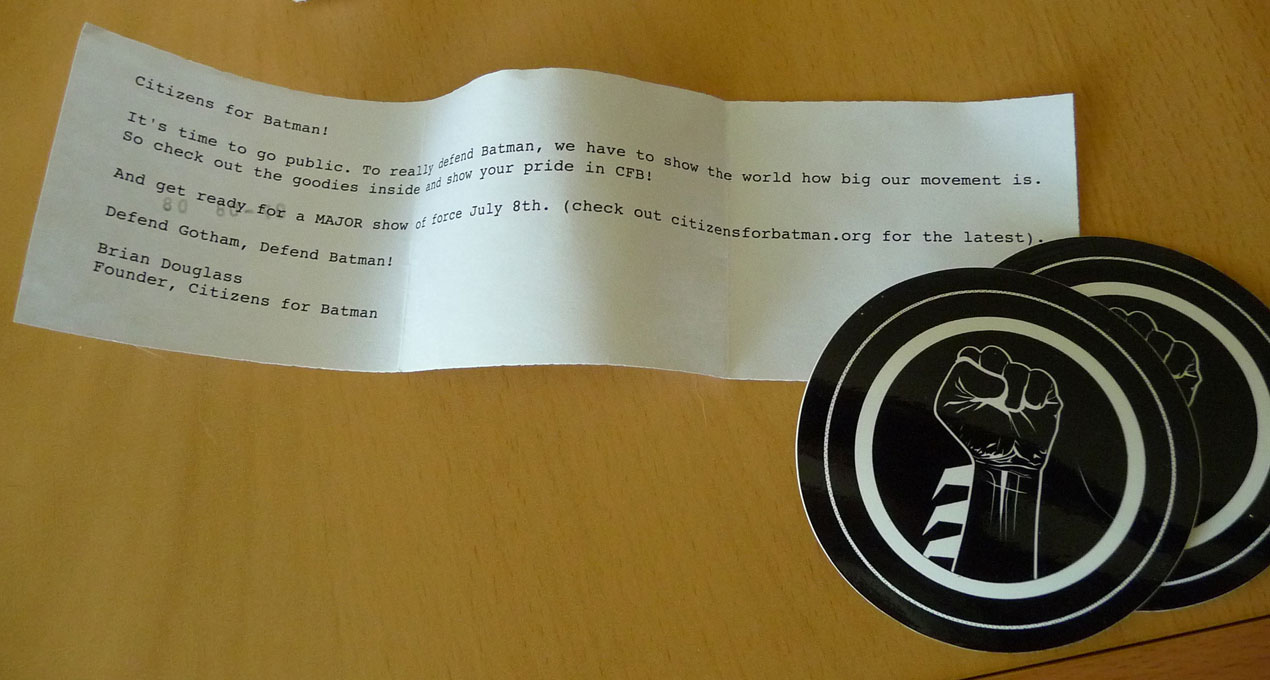 Citizens for Batman!
It's time to go public. To really defend Batman, we have to show the world how big our movement is.
So check out the goodies inside and show your pride in CFB!
And get ready for a MAJOR show of force July 8th. (check out citizensforbatman.org for the latest).
Defend Gotham, Defend Batman!
Brian Douglass
Founder, Citizens for Batman